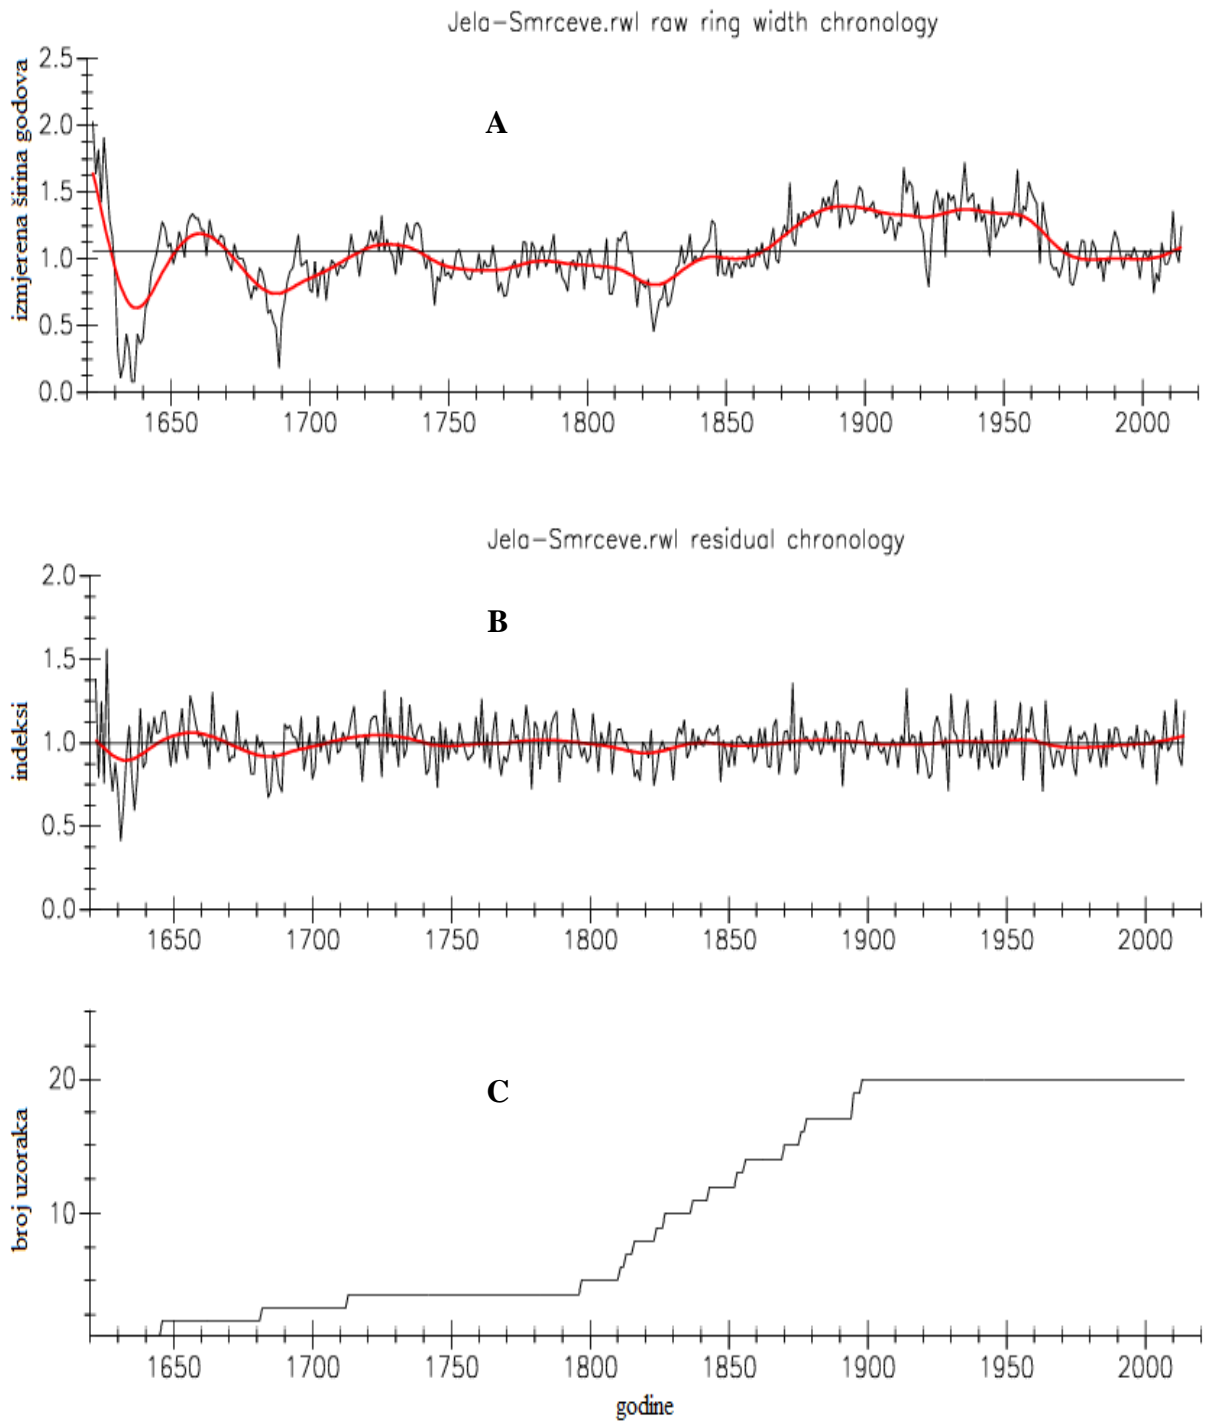 Jela-Smrceve.rwl raw ring width chronology
izmjerena širina godova
A
2.5
2.0
1.5
1.0
0.5
0.0
1650 1700 1750 1800 1850 1900 1950 2000
Jela-Smrceve.rwl residual chronology
indeksi
B
2.0
1.5
1.0
0.5
0.0
1650 1700 1750 1800 1850 1900 1950 2000
broj uzoraka
C
20
10
1650 1700 1750 1800 1850 1900 1950 2000
godine